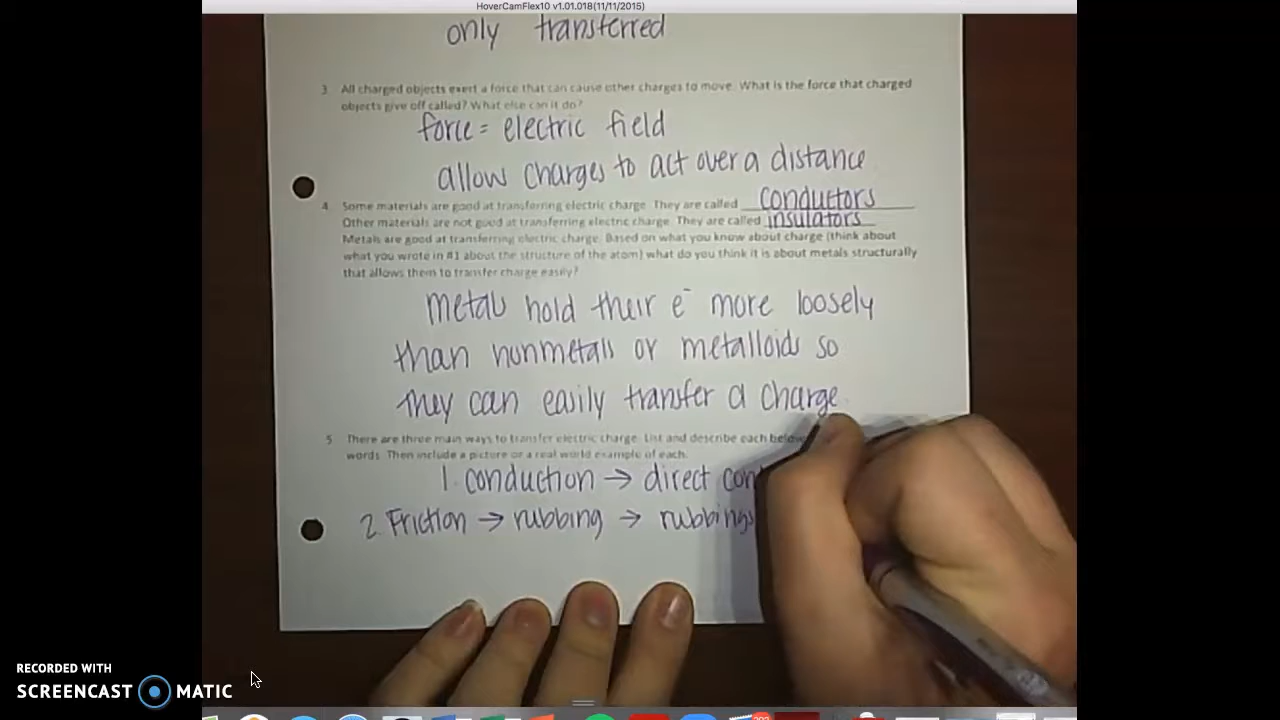 HoverCamFlex10 v1.01.018(11/11/2015)
only transferred
3. All charged objects exert a force that can cause other charges to move. What is the force that charged
objects give off called? What else can it do?
force = electric field
allow charges to act over a distance
4. Some materials are good at transferring electric charge. They are called conductors
Other materials are not good at transferring electric charge. They are called insulators
Metals are good at transferring electric charge. Based on what you know about charge (think about
what you wrote in #1 about the structure of the atom) what do you think it is about metals structurally
that allows them to transfer charge easily?
metals hold their e⁻ more loosely
than nonmetals or metalloids so
they can easily transfer a charge.
5. There are three main ways to transfer electric charge. List and describe each
words. Then include a picture or a real world example of each.
1. conduction → direct
2. Friction → rubbing → rubbings
RECORDED WITH
SCREENCAST MATIC